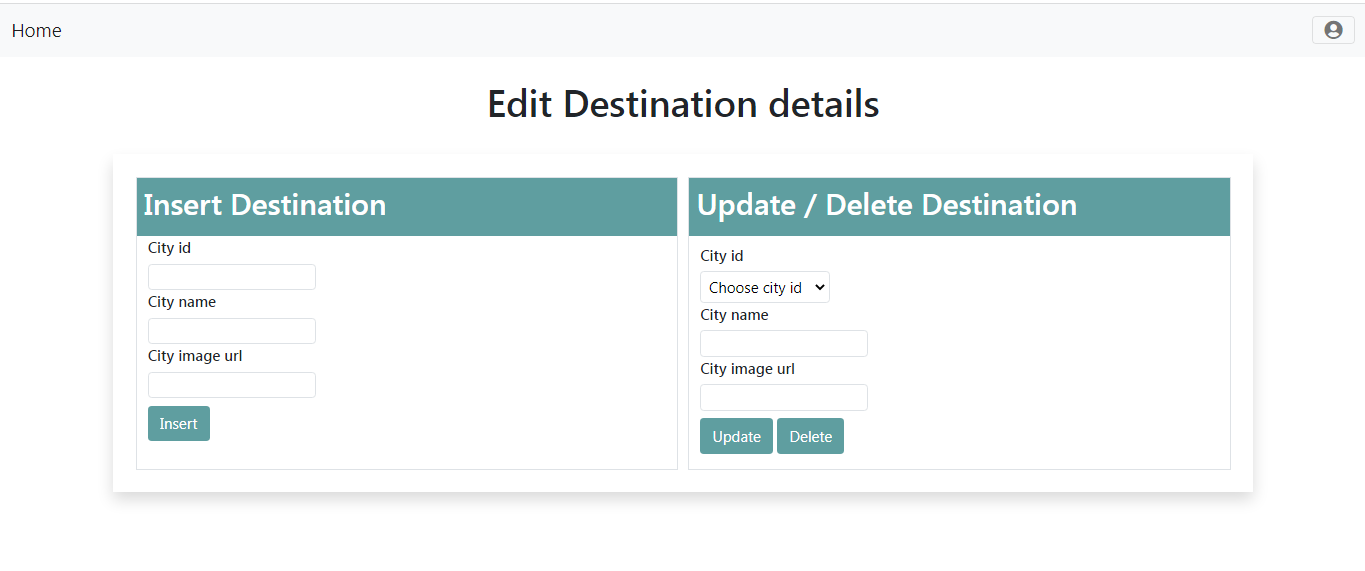 Home
Edit Destination details
Insert Destination
City id
City name
City image url
Insert
Update / Delete Destination
City id
Choose city id
City name
City image url
Update Delete